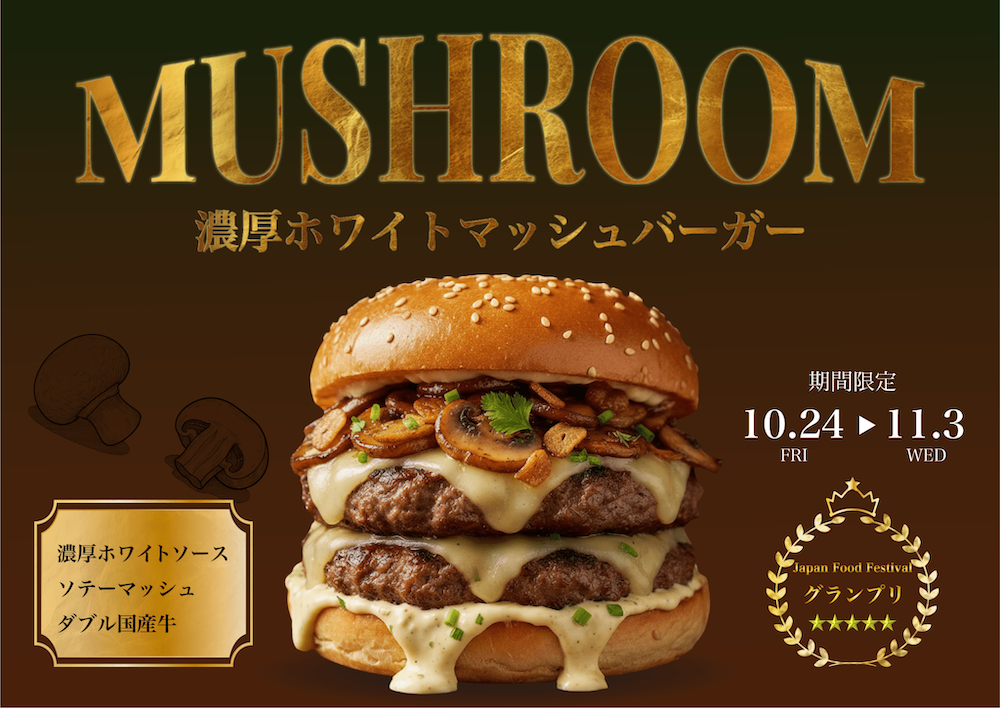 MUSHROOM
濃厚ホワイトマッシュバーガー
期間限定
10.24 ▶ 11.3
FRI WED
濃厚ホワイトソース
ソテーマッシュ
ダブル国産牛
Japan Food Festival
グランプリ
★★★★★